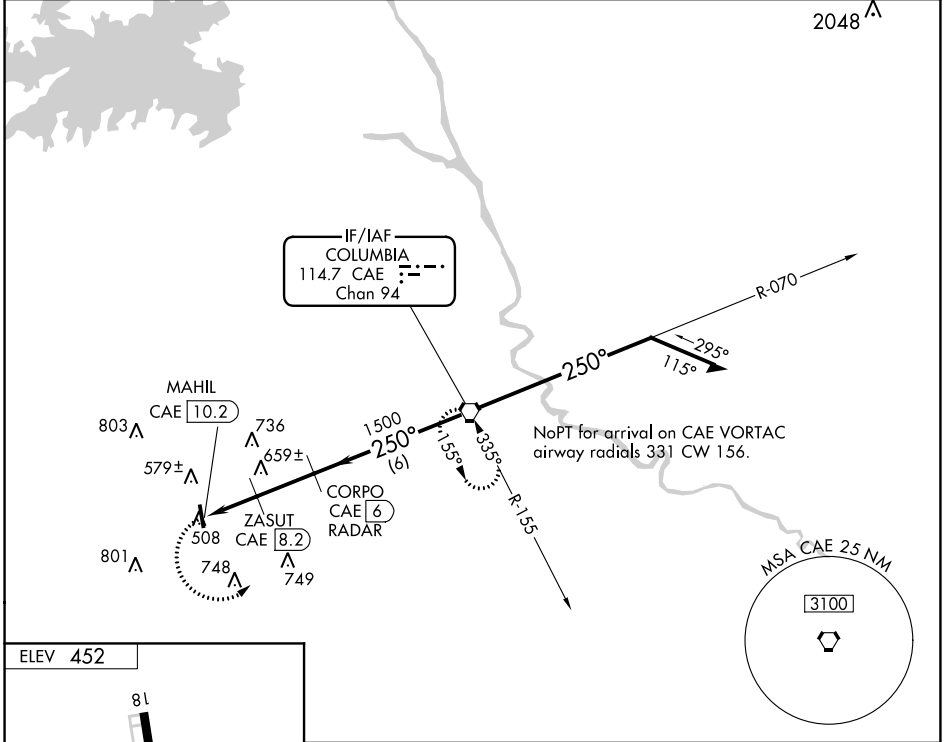 2048
IF/IAF
COLUMBIA
114.7 CAE
Chan 94
R-070
295°
115°
250°
MAHIL
CAE 10.2
803
736
1500
250°
(6)
NoPT for arrival on CAE VORTAC
airway radials 331 CW 156.
155°
335°
659±
579±
CORPO
CAE 6
RADAR
R-155
ZASUT
CAE 8.2
508
801
748
749
MSA CAE 25 NM
3100
ELEV 452
18